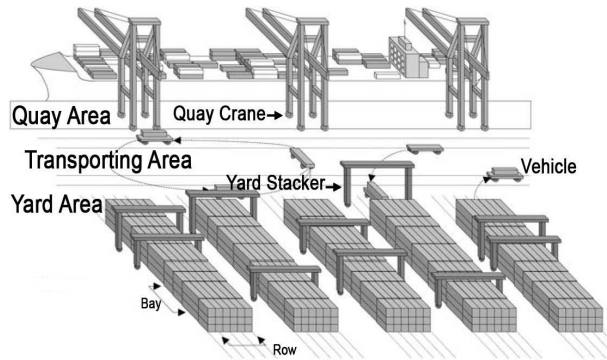 Quay Area
Quay Crane
Transporting Area
Yard Stacker
Vehicle
Yard Area
Bay
Row